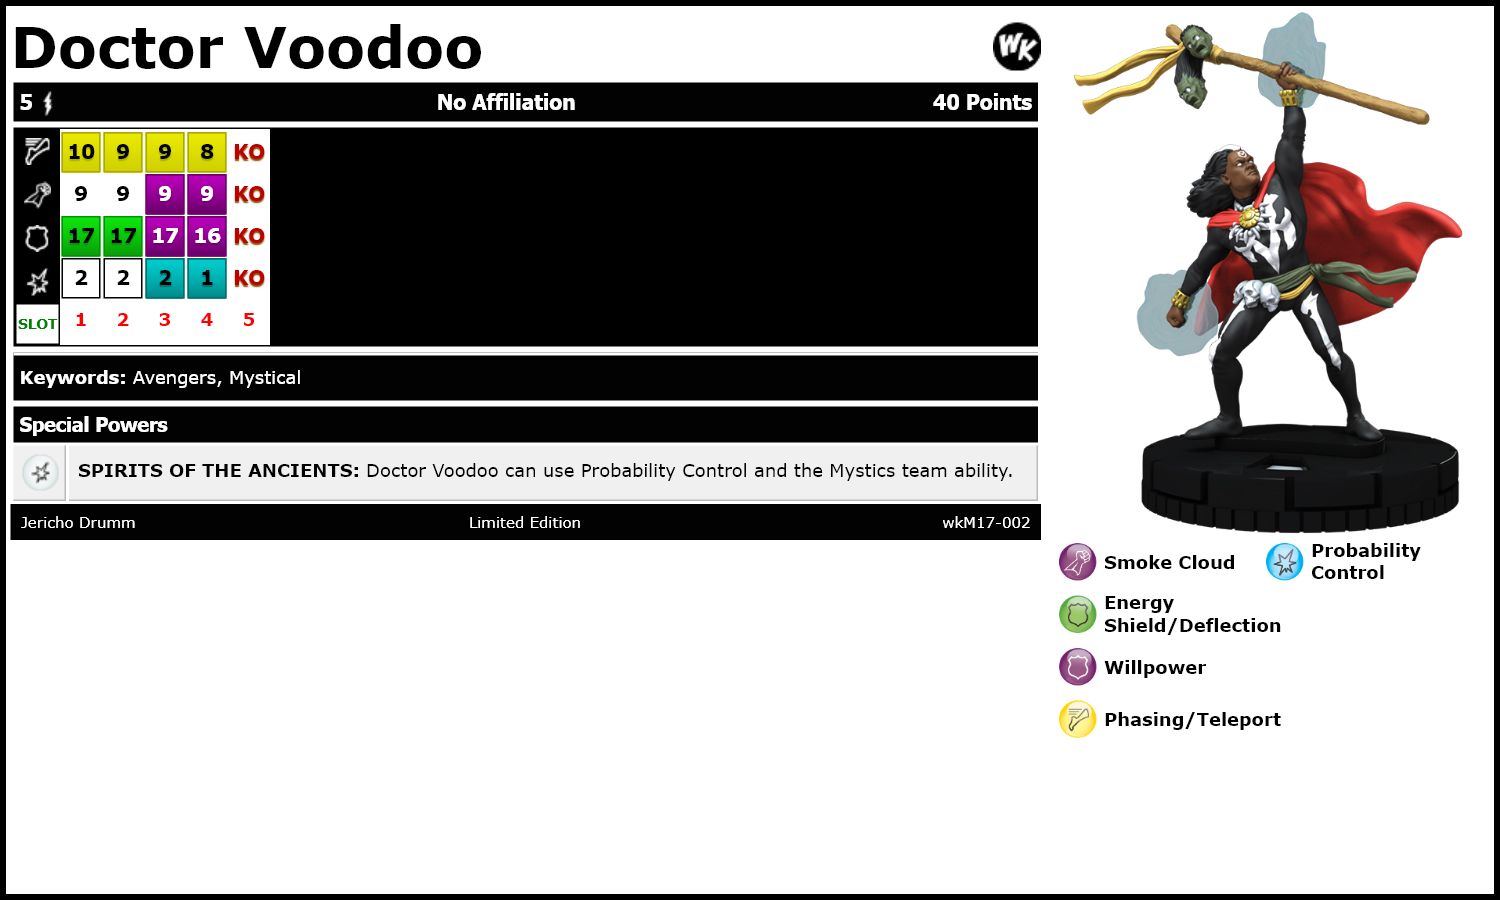 Doctor Voodoo
WK
5 No Affiliation 40 Points
10 9 9 8 KO
9 9 9 9 KO
17 17 17 16 KO
2 2 2 1 KO
SLOT 1 2 3 4 5
Keywords: Avengers, Mystical
Special Powers
SPIRITS OF THE ANCIENTS: Doctor Voodoo can use Probability Control and the Mystics team ability.
Jericho Drumm Limited Edition wkM17-002
Smoke Cloud
Probability
Control
Energy
Shield/Deflection
Willpower
Phasing/Teleport